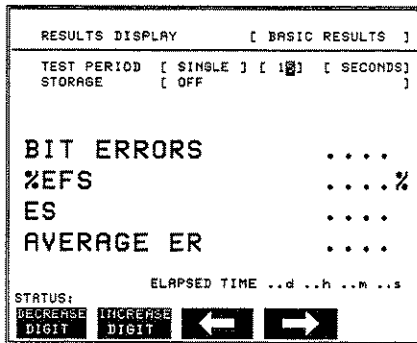 RESULTS DISPLAY [ BASIC RESULTS ]
TEST PERIOD [ SINGLE ] [ 10] [ SECONDS]
STORAGE [ OFF ]
BIT ERRORS ....
%EFS ....%
ES ....
AVERAGE ER ....
ELAPSED TIME ..d ..h ..m ..s
STATUS:
DECREASE DIGIT INCREASE DIGIT